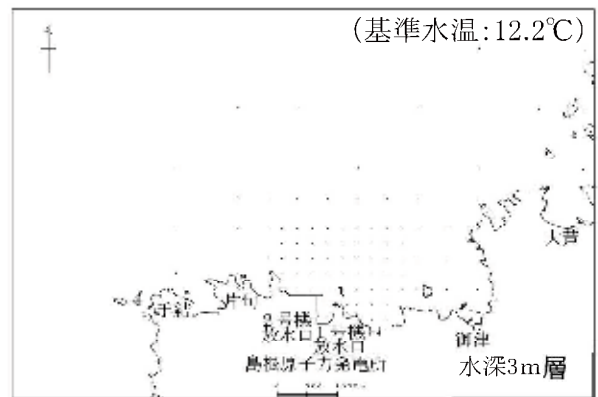 (基準水温:12.2℃)
大芦
手結
片句
2号機
放水口
1号機
放水口
御津
島根原子力発電所
水深3m層